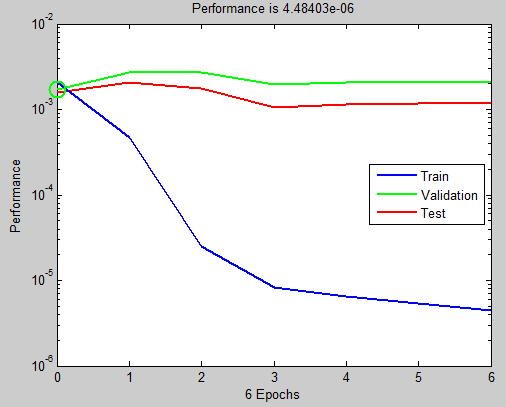 Performance is 4.48403e-06
10^-2
10^-3
10^-4
10^-5
10^-6
Performance
Train
Validation
Test
0 1 2 3 4 5 6
6 Epochs